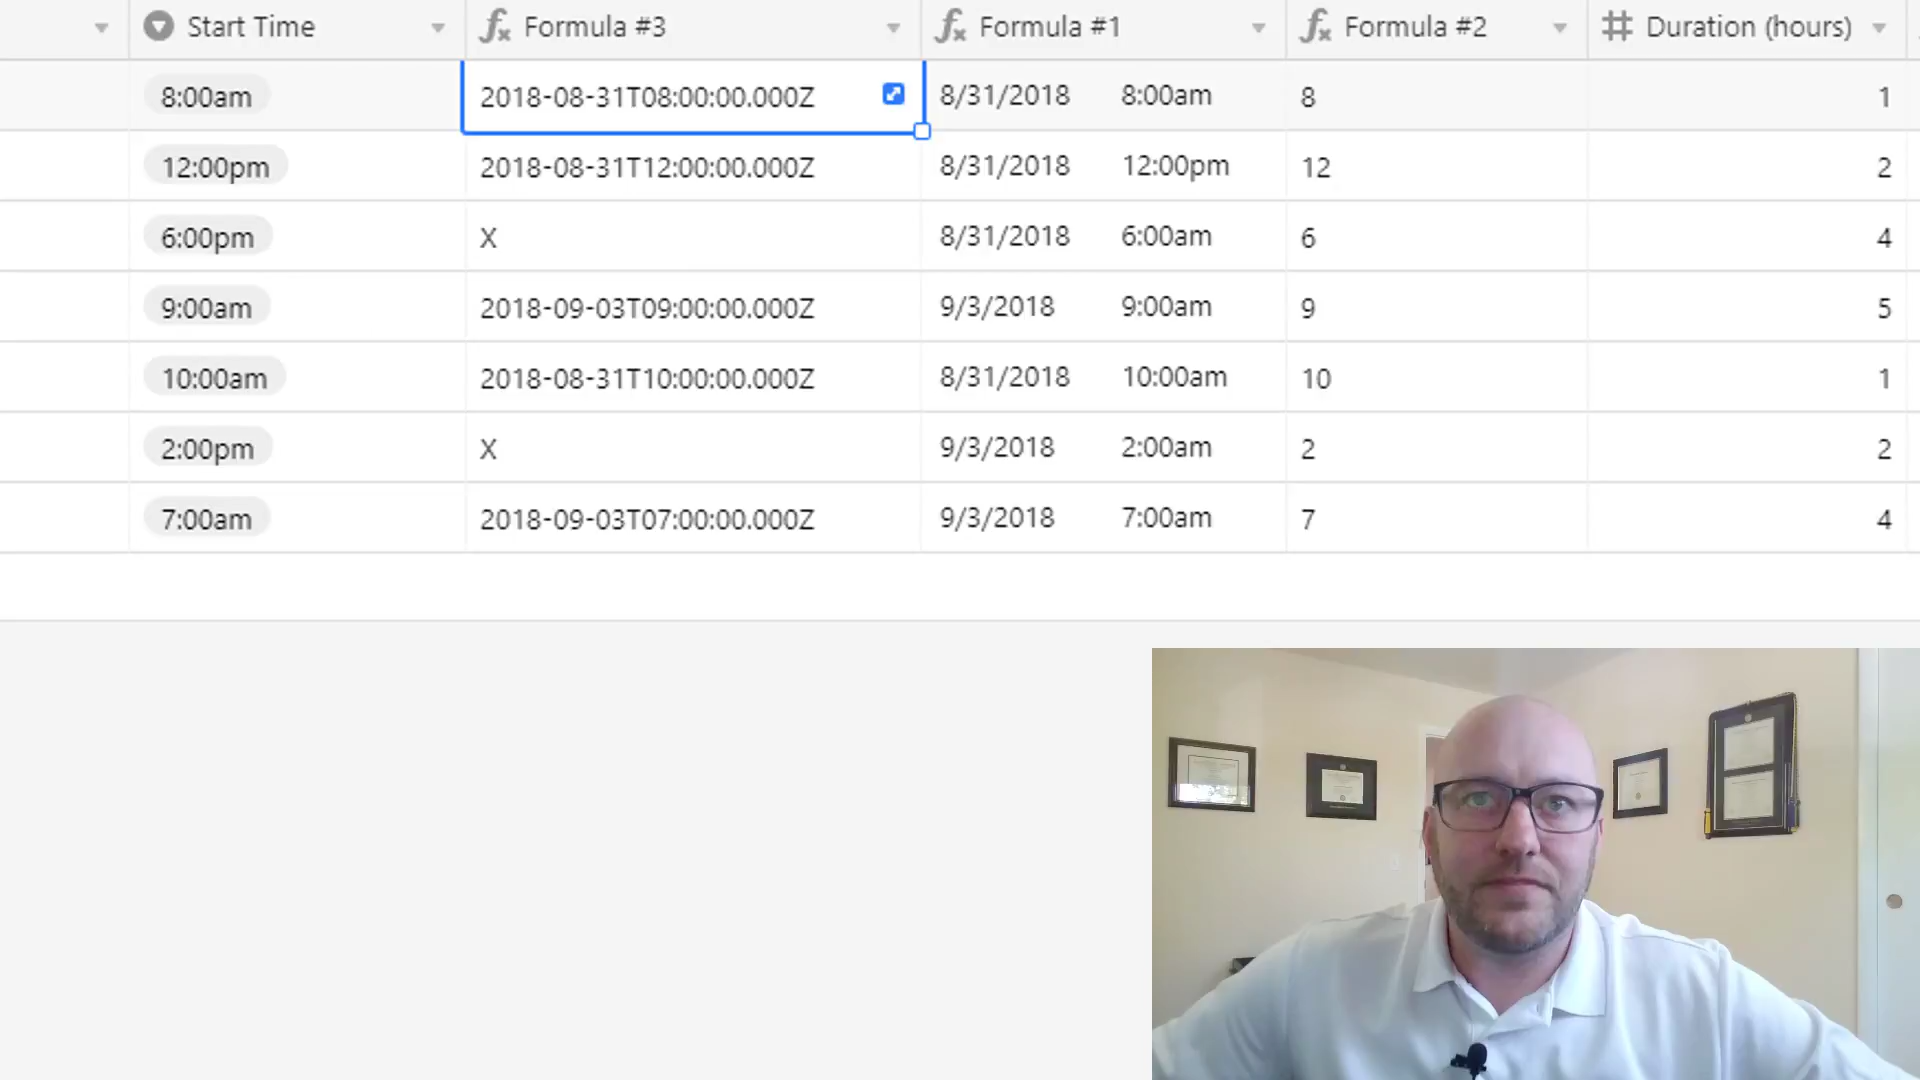 Start Time Formula #3 Formula #1 Formula #2 Duration (hours)
8:00am 2018-08-31T08:00:00.000Z 8/31/2018 8:00am 8 1
12:00pm 2018-08-31T12:00:00.000Z 8/31/2018 12:00pm 12 2
6:00pm X 8/31/2018 6:00am 6 4
9:00am 2018-09-03T09:00:00.000Z 9/3/2018 9:00am 9 5
10:00am 2018-08-31T10:00:00.000Z 8/31/2018 10:00am 10 1
2:00pm X 9/3/2018 2:00am 2 2
7:00am 2018-09-03T07:00:00.000Z 9/3/2018 7:00am 7 4